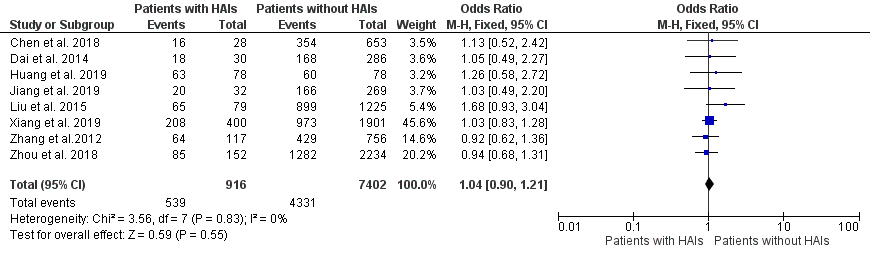 Patients with HAIs Patients without HAIs Odds Ratio Odds Ratio
Study or Subgroup Events Total Events Total Weight M-H, Fixed, 95% CI M-H, Fixed, 95% CI
Chen et al. 2018 16 28 354 653 3.5% 1.13 [0.52, 2.42]
Dai et al. 2014 18 30 168 286 3.6% 1.05 [0.49, 2.27]
Huang et al. 2019 63 78 60 78 3.4% 1.26 [0.58, 2.72]
Jiang et al. 2019 20 32 166 269 3.9% 1.03 [0.49, 2.20]
Liu et al. 2015 65 79 899 1225 5.4% 1.68 [0.93, 3.04]
Xiang et al. 2019 208 400 973 1901 45.6% 1.03 [0.83, 1.28]
Zhang et al.2012 64 117 429 756 14.6% 0.92 [0.62, 1.36]
Zhou et al. 2018 85 152 1282 2234 20.2% 0.94 [0.68, 1.31]
Total (95% CI) 916 7402 100.0% 1.04 [0.90, 1.21]
Total events 539 4331
Heterogeneity: Chi² = 3.56, df = 7 (P = 0.83); I² = 0%
Test for overall effect: Z = 0.59 (P = 0.55)
0.01 0.1 1 10 100
Patients with HAIs Patients without HAIs